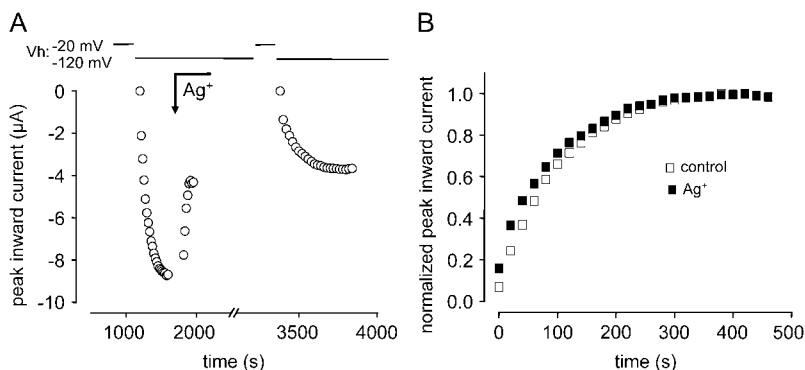 A
Vh: -20 mV
-120 mV
Ag+
0
-2
-4
-6
-8
-10
peak inward current (µA)
1000 2000 3500 4000
time (s)
B
1.0
0.8
0.6
0.4
0.2
0.0
normalized peak inward current
control
Ag+
0 100 200 300 400 500
time (s)